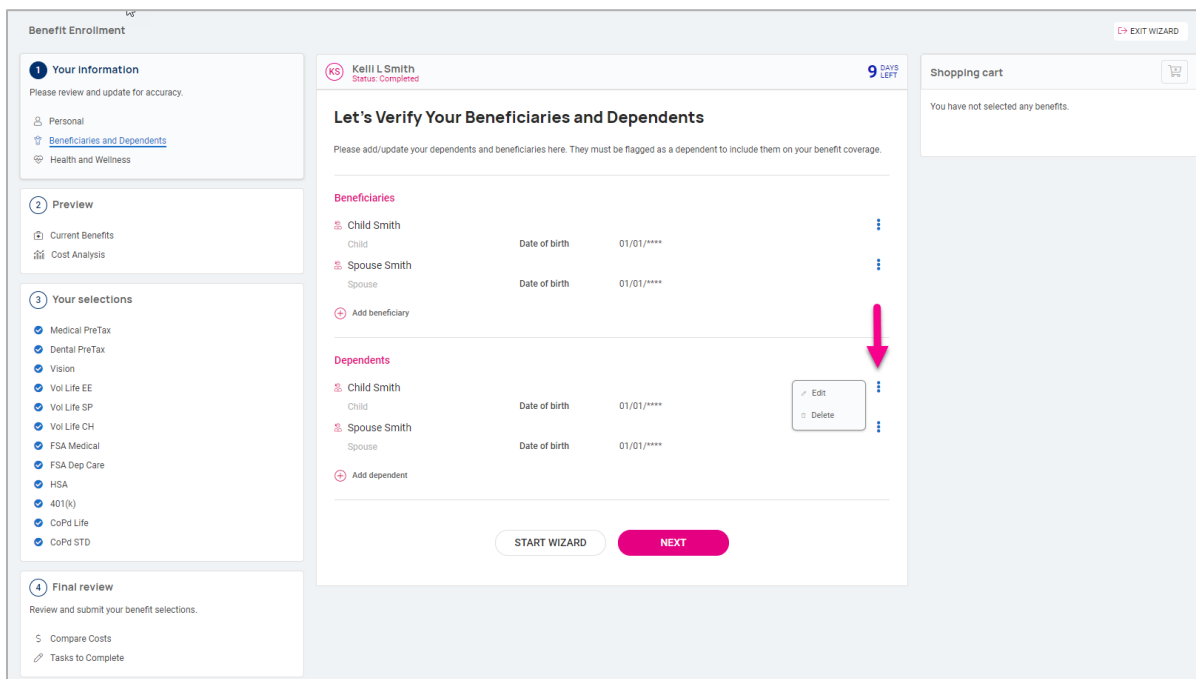 Benefit Enrollment
EXIT WIZARD
1 Your information
Please review and update for accuracy.
Personal
Beneficiaries and Dependents
Health and Wellness
2 Preview
Current Benefits
Cost Analysis
3 Your selections
Medical PreTax
Dental PreTax
Vision
Vol Life EE
Vol Life SP
Vol Life CH
FSA Medical
FSA Dep Care
HSA
401(k)
CoPd Life
CoPd STD
4 Final review
Review and submit your benefit selections.
Compare Costs
Tasks to Complete
KS Kelli L Smith
Status: Completed
9 DAYS LEFT
Let's Verify Your Beneficiaries and Dependents
Please add/update your dependents and beneficiaries here. They must be flagged as a dependent to include them on your benefit coverage.
Beneficiaries
Child Smith
Child Date of birth 01/01/****
Spouse Smith
Spouse Date of birth 01/01/****
Add beneficiary
Dependents
Child Smith
Child Date of birth 01/01/****
Edit
Delete
Spouse Smith
Spouse Date of birth 01/01/****
Add dependent
START WIZARD NEXT
Shopping cart
You have not selected any benefits.